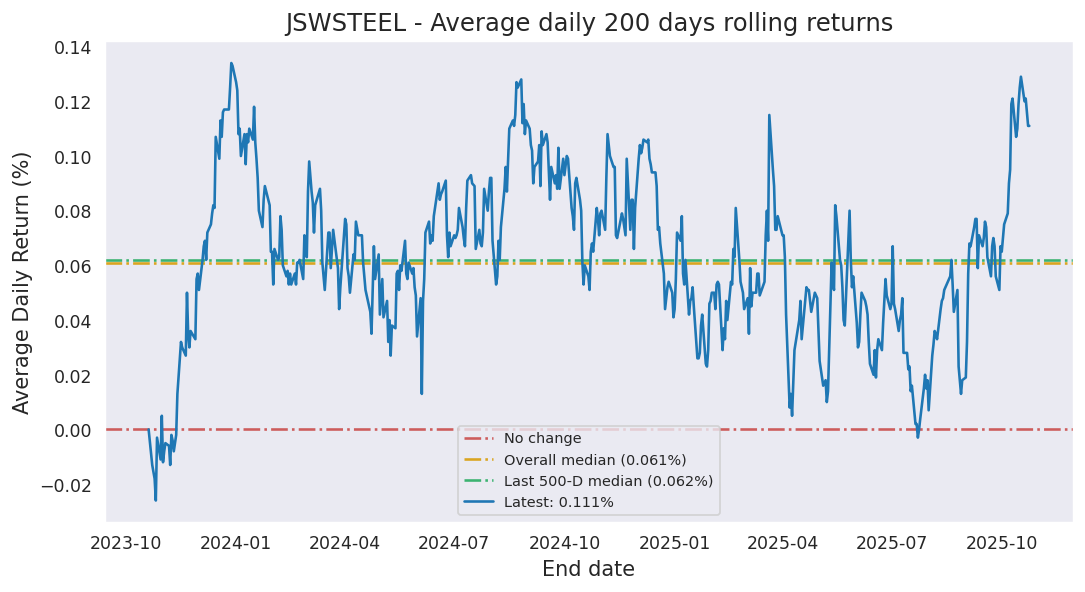 JSWSTEEL - Average daily 200 days rolling returns
Average Daily Return (%)
0.14
0.12
0.10
0.08
0.06
0.04
0.02
0.00
−0.02
No change
Overall median (0.061%)
Last 500-D median (0.062%)
Latest: 0.111%
2023-10 2024-01 2024-04 2024-07 2024-10 2025-01 2025-04 2025-07 2025-10
End date